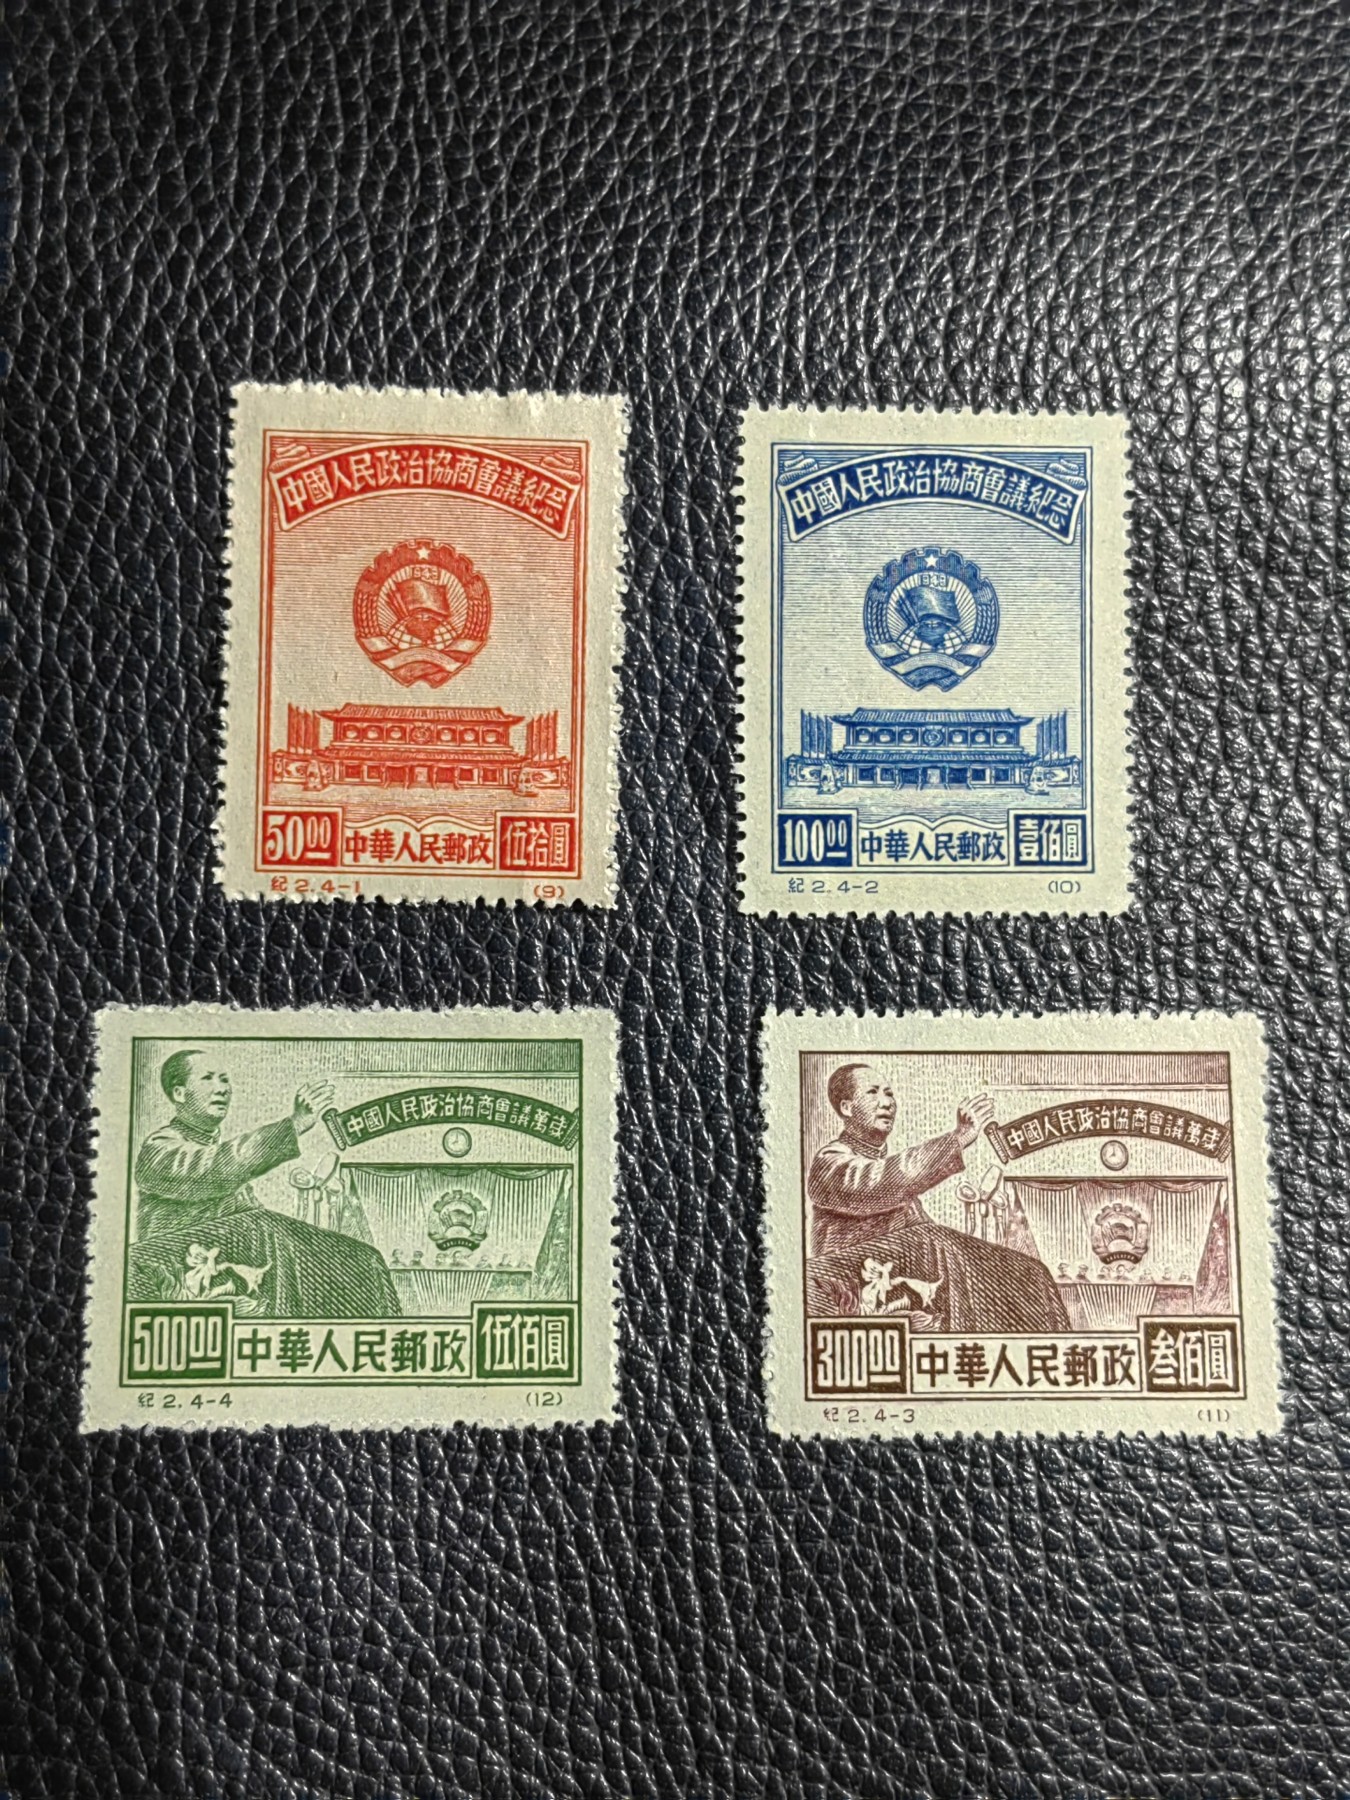 中國人民政治協商會議紀念
1949
50.00 中華人民郵政 伍拾圓
紀 2. 4-1 (9)
中國人民政治協商會議紀念
1949
100.00 中華人民郵政 壹佰圓
紀 2. 4-2 (10)
中國人民政治協商會議萬歲
500.00 中華人民郵政 伍佰圓
紀 2. 4-4 (12)
中國人民政治協商會議萬歲
300.00 中華人民郵政 叁佰圓
紀 2. 4-3 (11)